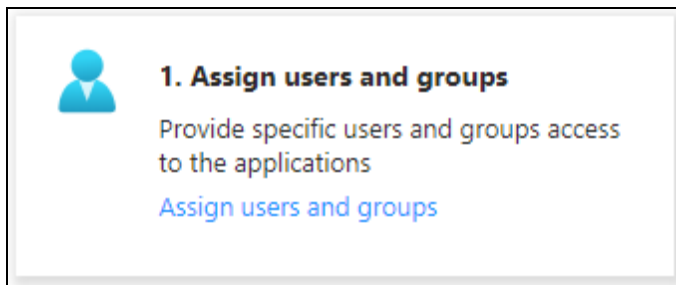 1. Assign users and groups
Provide specific users and groups access
to the applications
Assign users and groups